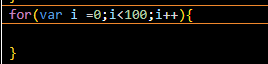 for(var i =0;i<100;i++){
}